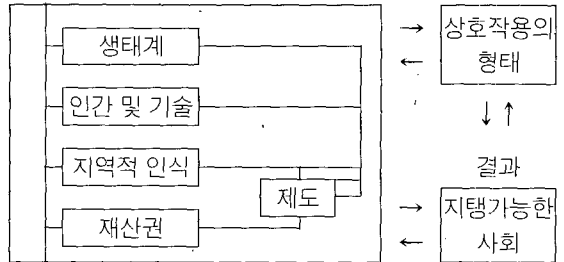 생태계
인간 및 기술
지역적 인식
제도
재산권
→
←
상호작용의
형태
↓↑
결과
→
←
지탱가능한
사회